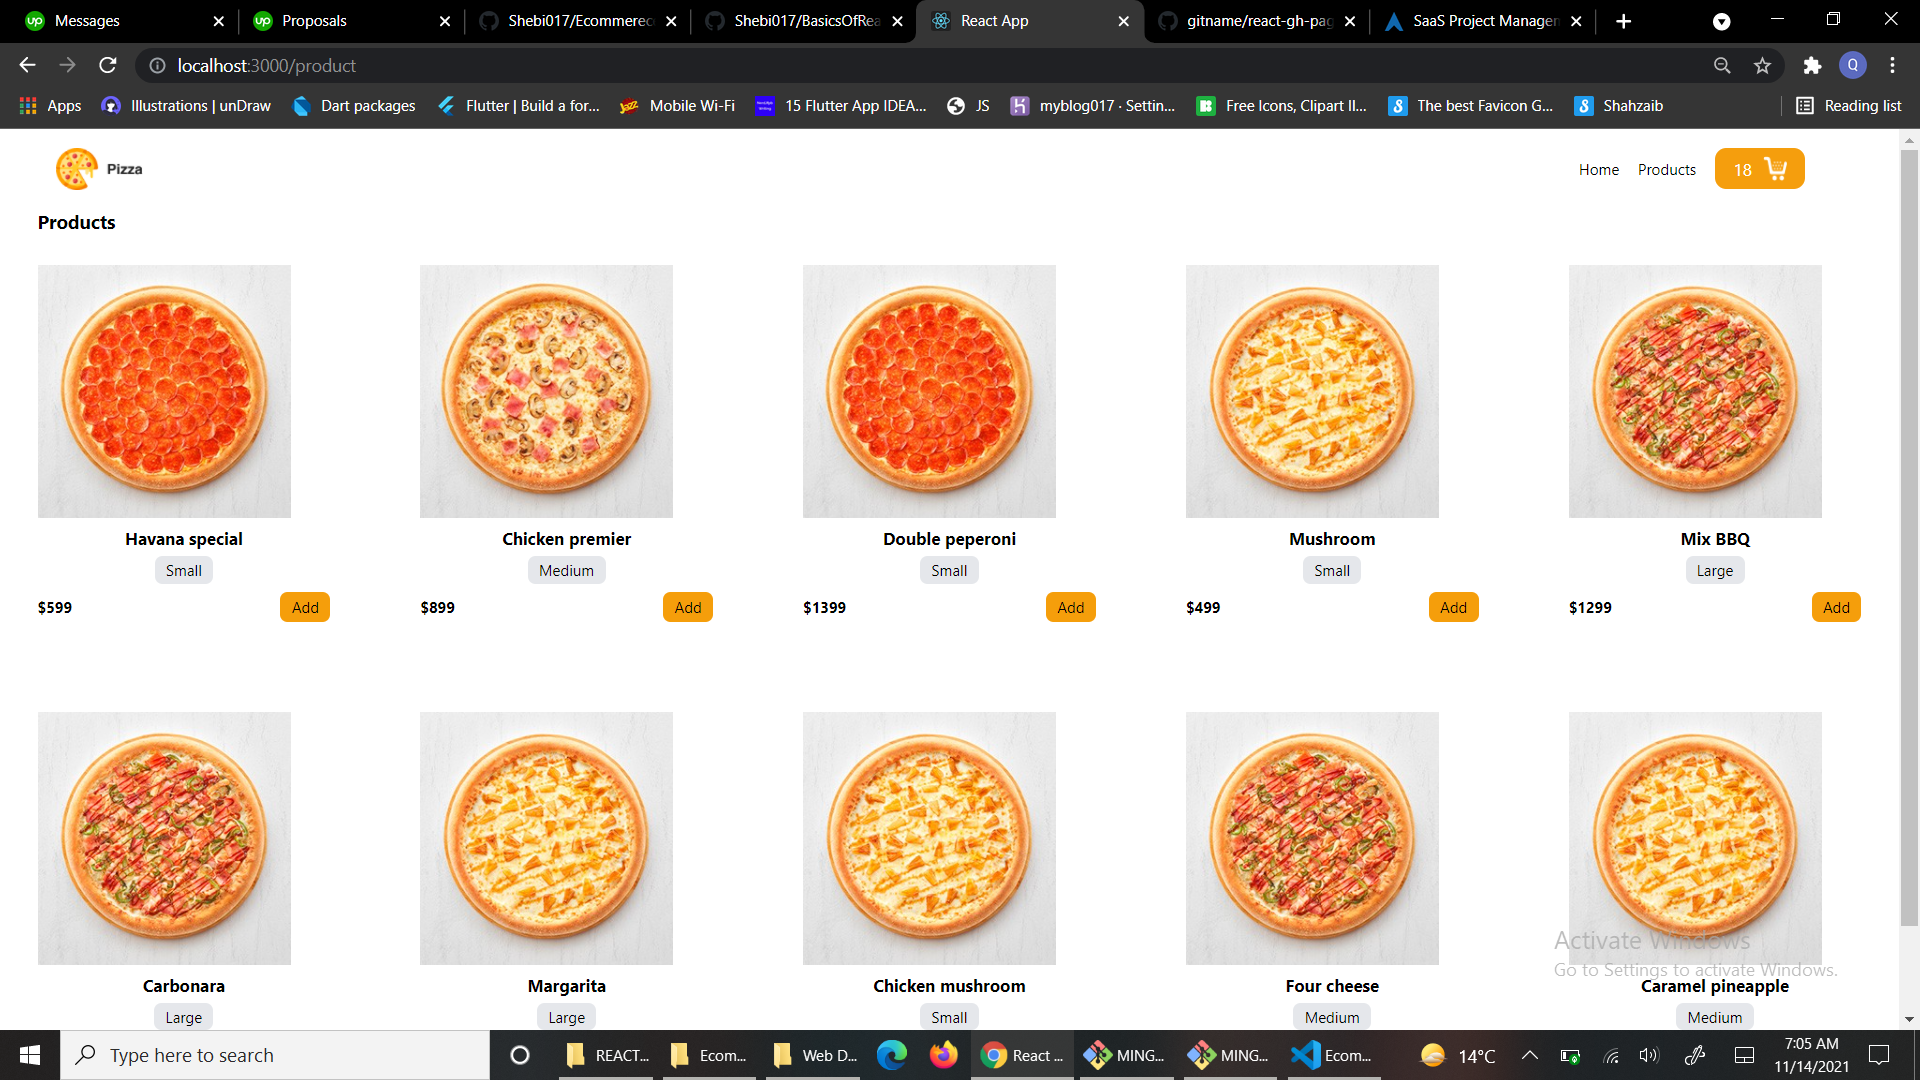 Messages
Proposals
Shebi017/Ecommerec
Shebi017/BasicsOfRea
React App
gitname/react-gh-pag
SaaS Project Managem
localhost:3000/product
Q
Apps
Illustrations | unDraw
Dart packages
Flutter | Build a for...
Mobile Wi-Fi
15 Flutter App IDEA...
JS
myblog017 · Settin...
Free Icons, Clipart Il...
The best Favicon G...
Shahzaib
Reading list
Pizza
Home
Products
18
Products
Havana special
Chicken premier
Double peperoni
Mushroom
Mix BBQ
Small
Medium
Small
Small
Large
$599
Add
$899
Add
$1399
Add
$499
Add
$1299
Add
Activate Windows
Go to Settings to activate Windows.
Carbonara
Margarita
Chicken mushroom
Four cheese
Caramel pineapple
Large
Large
Small
Medium
Medium
Type here to search
REACT...
Ecom...
Web D...
React ...
MING...
MING...
Ecom...
14°C
7:05 AM
11/14/2021